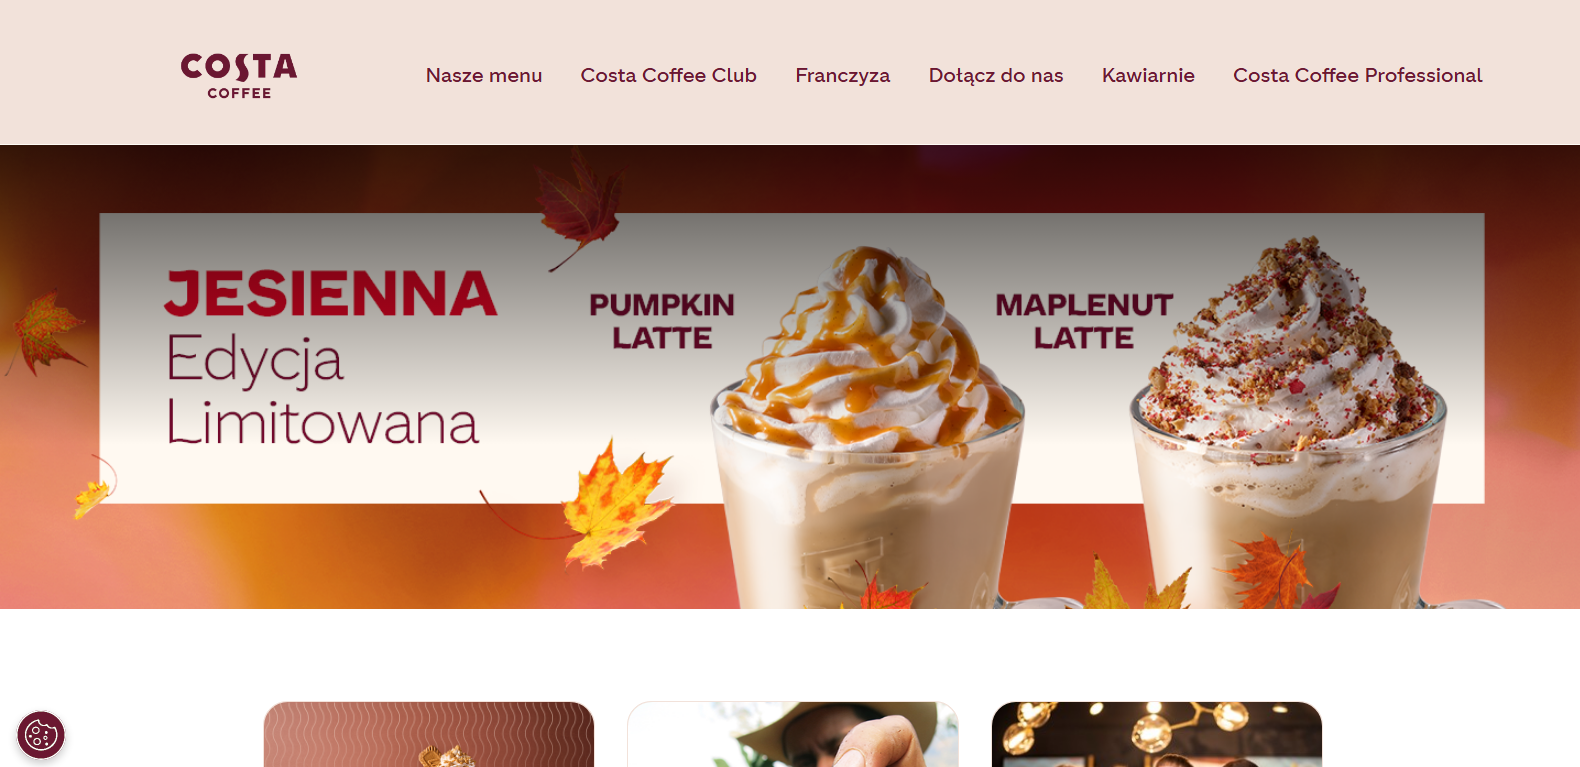 COSTA
COFFEE
Nasze menu
Costa Coffee Club
Franczyza
Dołącz do nas
Kawiarnie
Costa Coffee Professional
JESIENNA
Edycja
Limitowana
PUMPKIN
LATTE
MAPLENUT
LATTE